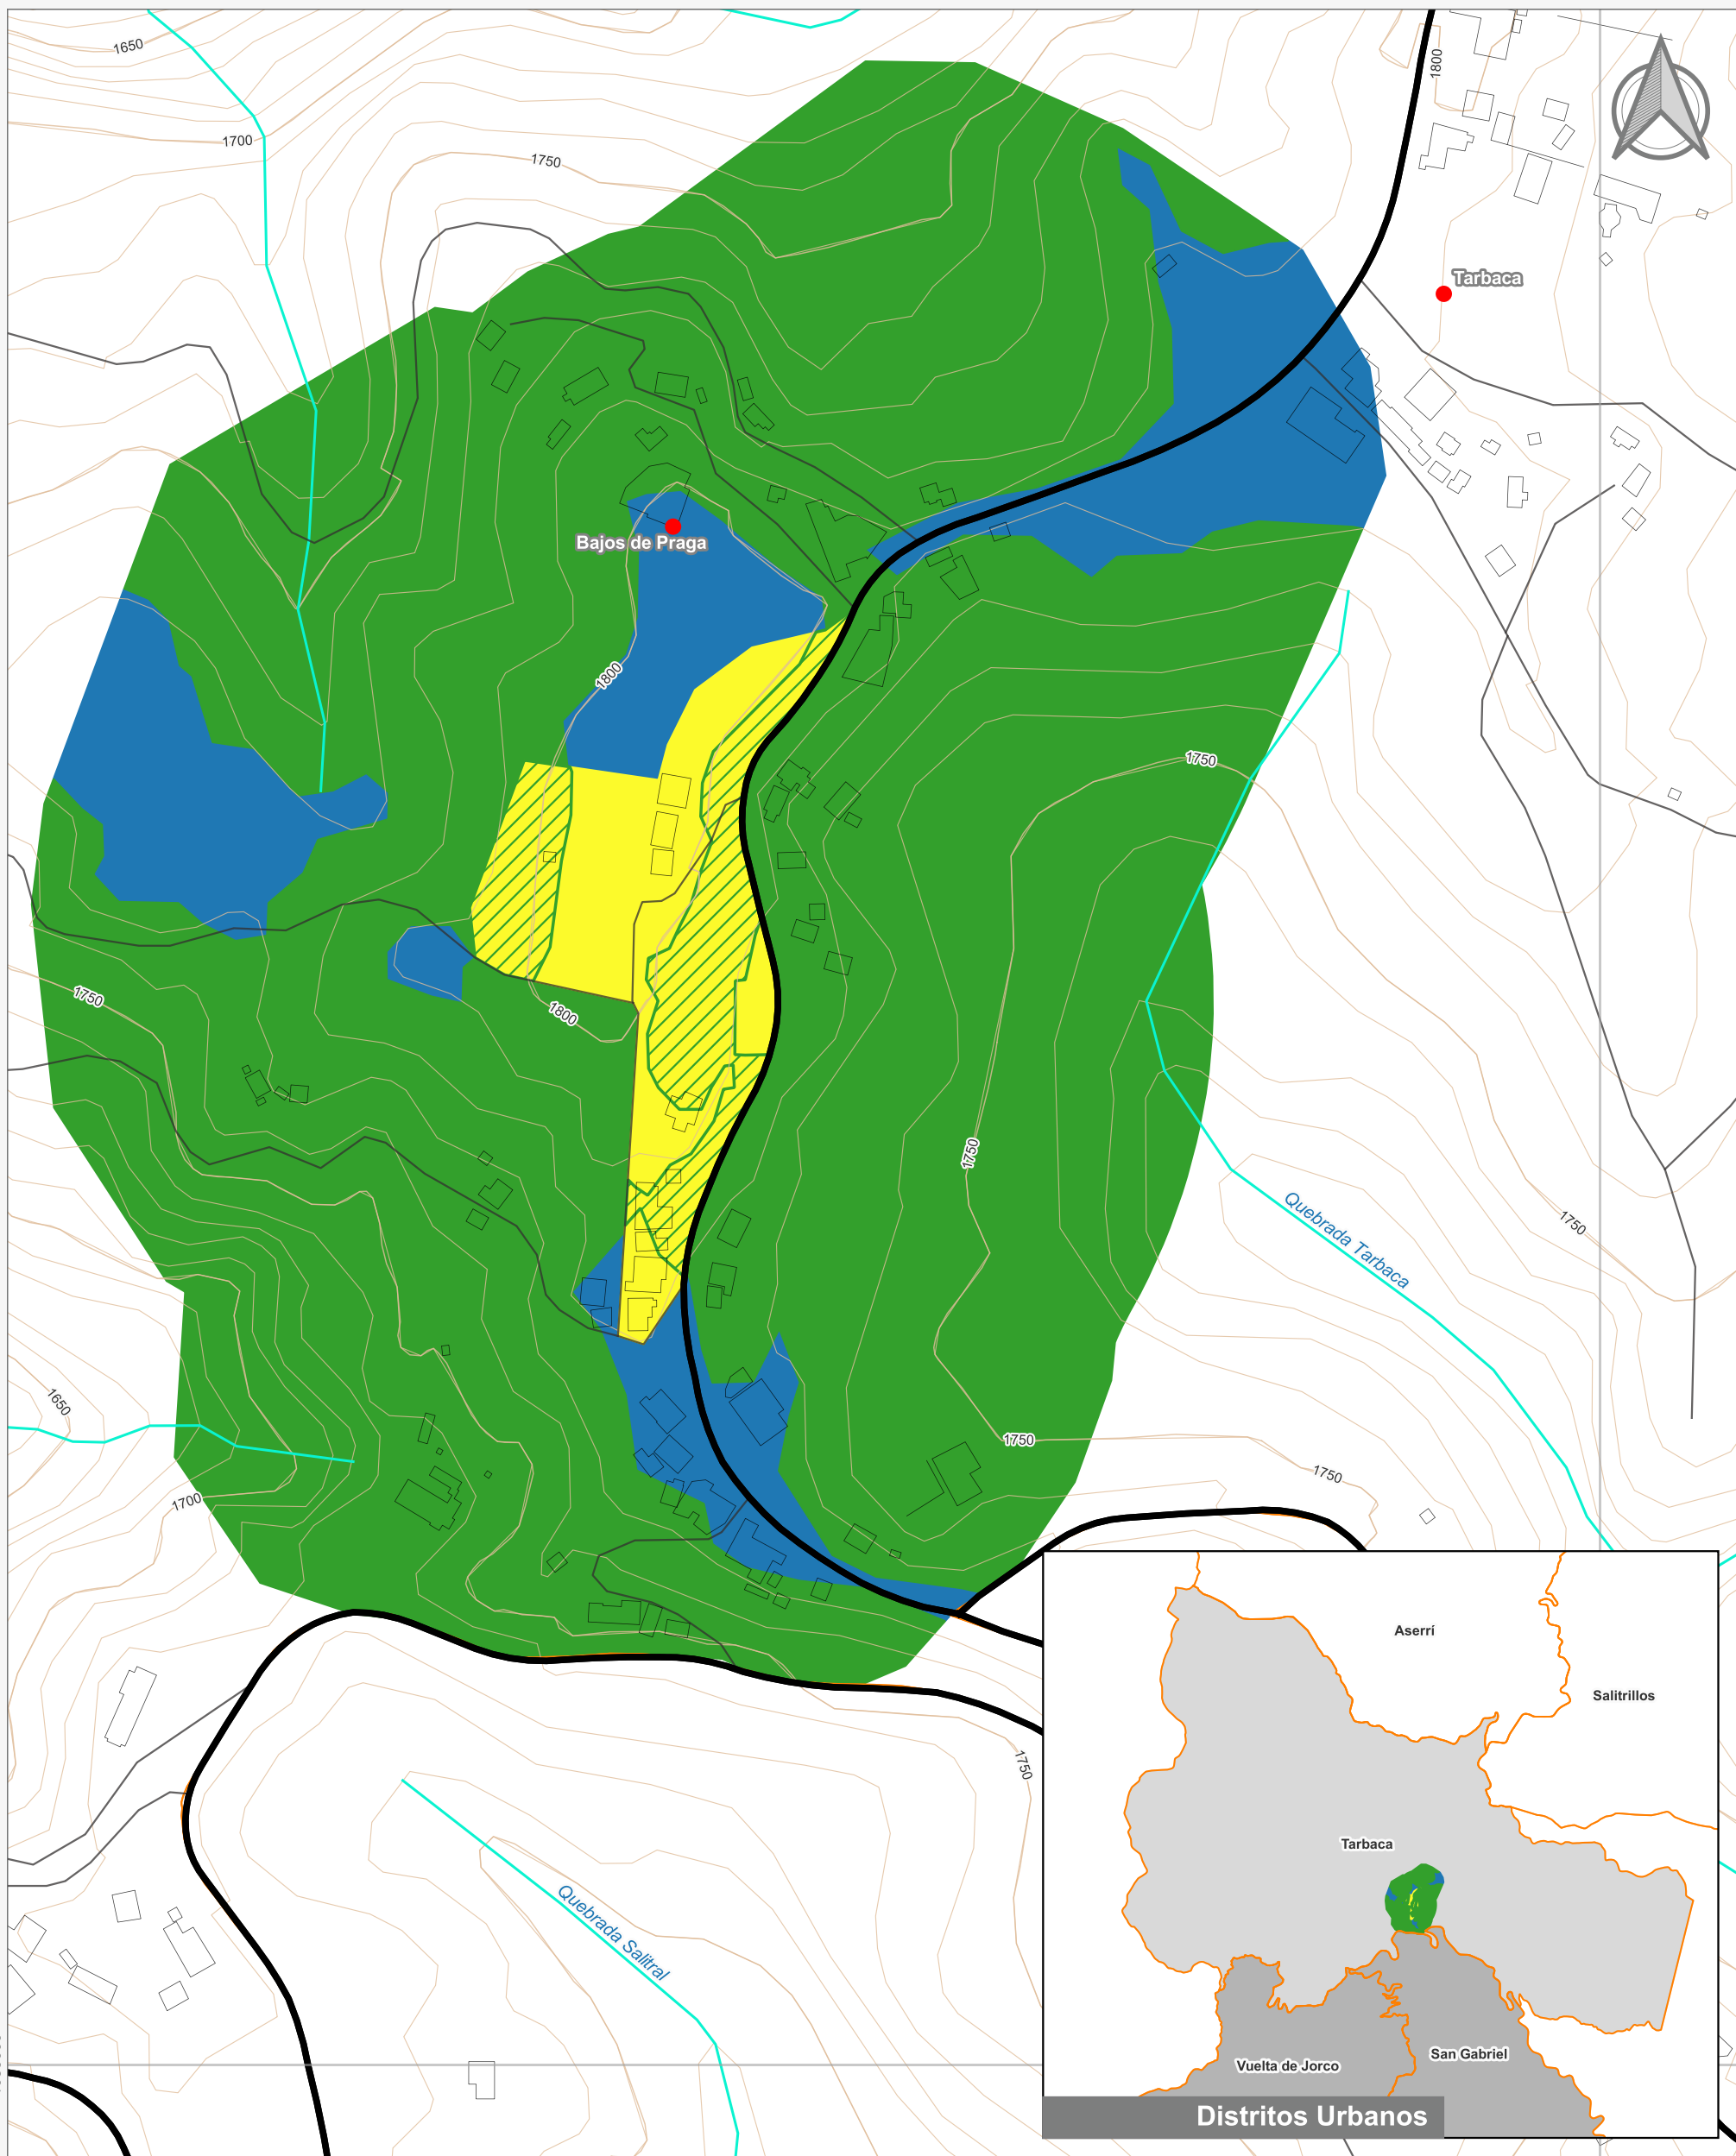 1650
1800
1700
1750
Tarbaca
Bajos de Praga
1800
1750
1750
1800
1750
Quebrada Tarbaca
1750
1650
1750
1750
1700
Aserrí
Salitrillos
1750
Tarbaca
Quebrada Salitral
San Gabriel
Vuelta de Jorco
Distritos Urbanos